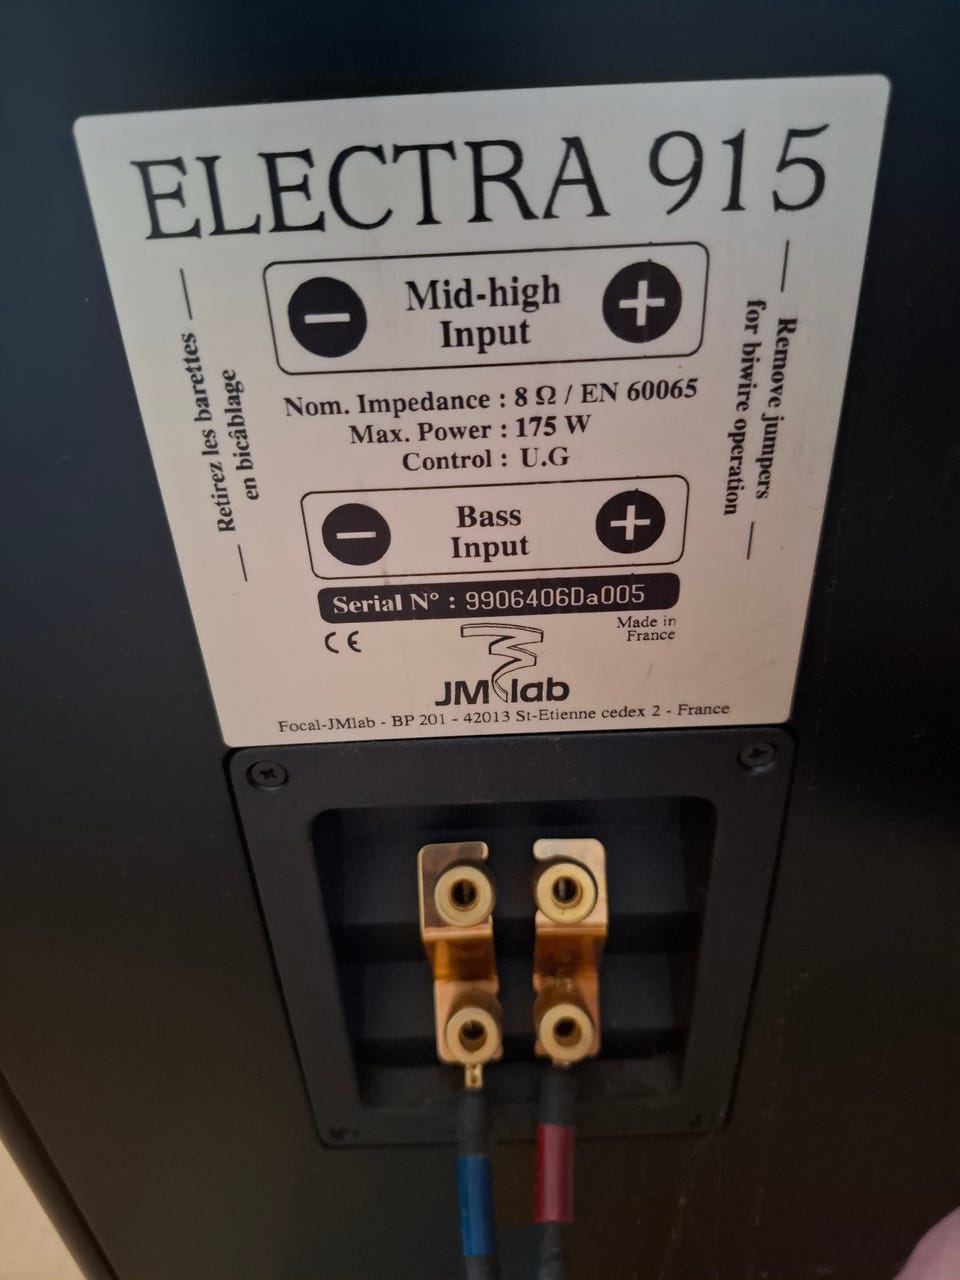 ELECTRA 915
Mid-high
Input
Retirez les barettes
en bicâblage
Remove jumpers
for biwire operation
Nom. Impedance : 8 Ω / EN 60065
Max. Power : 175 W
Control : U.G
Bass
Input
Serial N° : 9906406Da005
CE
Made in
France
JMlab
Focal-JMlab - BP 201 - 42013 St-Etienne cedex 2 - France